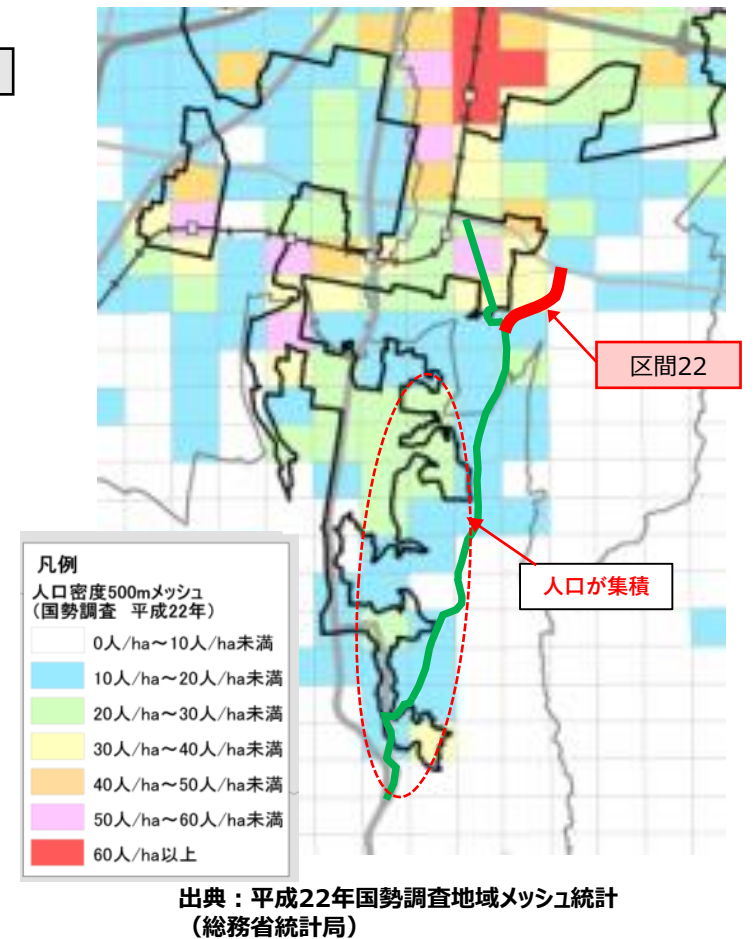 区間22
人口が集積
凡例
人口密度500mメッシュ
（国勢調査　平成22年）
0人/ha～10人/ha未満
10人/ha～20人/ha未満
20人/ha～30人/ha未満
30人/ha～40人/ha未満
40人/ha～50人/ha未満
50人/ha～60人/ha未満
60人/ha以上
出典：平成22年国勢調査地域メッシュ統計
（総務省統計局）